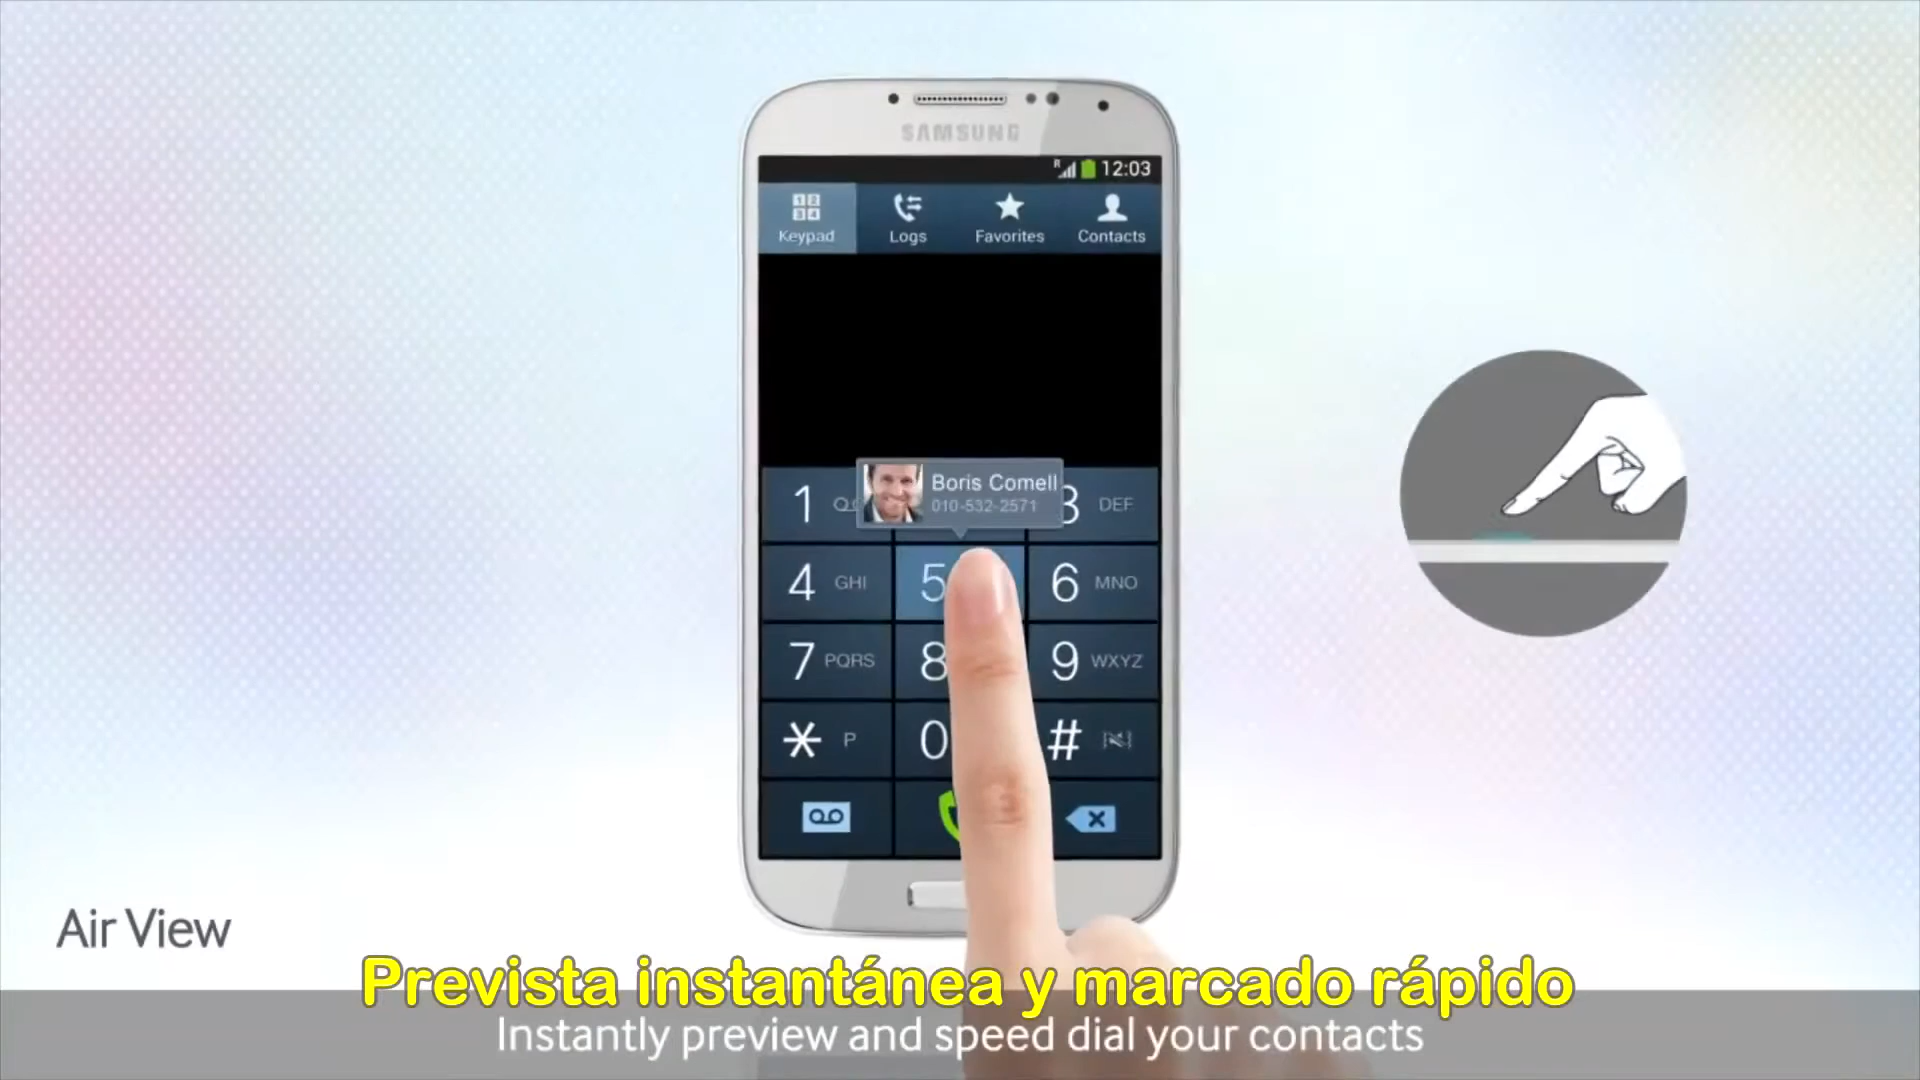 SAMSUNG
R 12:03
Keypad Logs Favorites Contacts
Boris Comell
010-532-2571
1 3 DEF
4 GHI 5 6 MNO
7 PQRS 8 9 WXYZ
* P 0 #
Air View
Prevista instantánea y marcado rápido
Instantly preview and speed dial your contacts